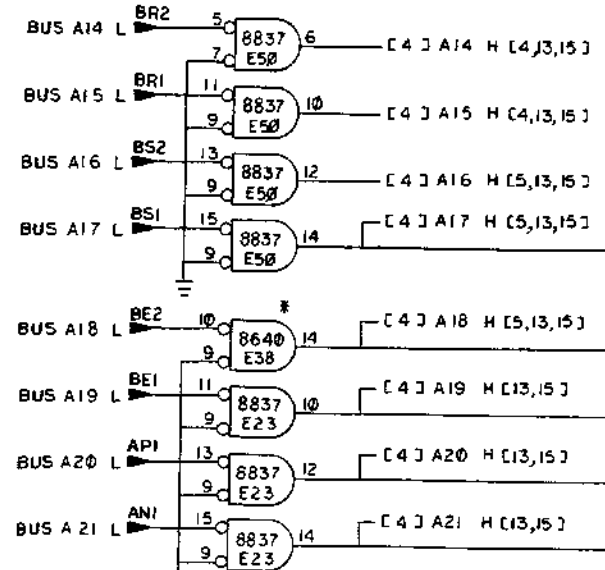 BUS A14 L BR2 5 7 8837 E50 6 [4] A14 H [4,13,15]
BUS A15 L BR1 11 9 8837 E50 10 [4] A15 H [4,13,15]
BUS A16 L BS2 13 9 8837 E50 12 [4] A16 H [5,13,15]
BUS A17 L BS1 15 9 8837 E50 14 [4] A17 H [5,13,15]
*
BUS A18 L BE2 10 9 8640 E38 14 [4] A18 H [5,13,15]
BUS A19 L BE1 11 9 8837 E23 10 [4] A19 H [13,15]
BUS A20 L AP1 13 9 8837 E23 12 [4] A20 H [13,15]
BUS A21 L AN1 15 9 8837 E23 14 [4] A21 H [13,15]